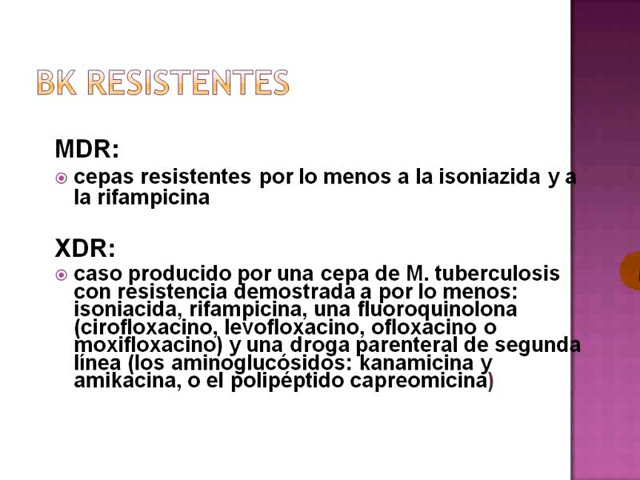 BK RESISTENTES
MDR:
cepas resistentes por lo menos a la isoniazida y a
la rifampicina
XDR:
caso producido por una cepa de M. tuberculosis
con resistencia demostrada a por lo menos:
isoniacida, rifampicina, una fluoroquinolona
(cirofloxacino, levofloxacino, ofloxacino o
moxifloxacino) y una droga parenteral de segunda
línea (los aminoglucósidos: kanamicina y
amikacina, o el polipéptido capreomicina)